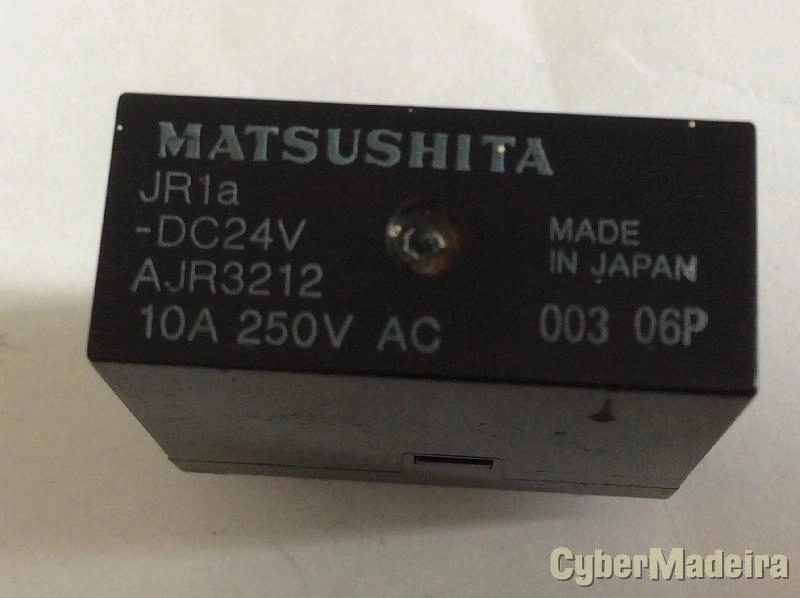 MATSUSHITA
JR1a
-DC24V
AJR3212
10A 250V AC
MADE
IN JAPAN
003 06P
CyberMadeira